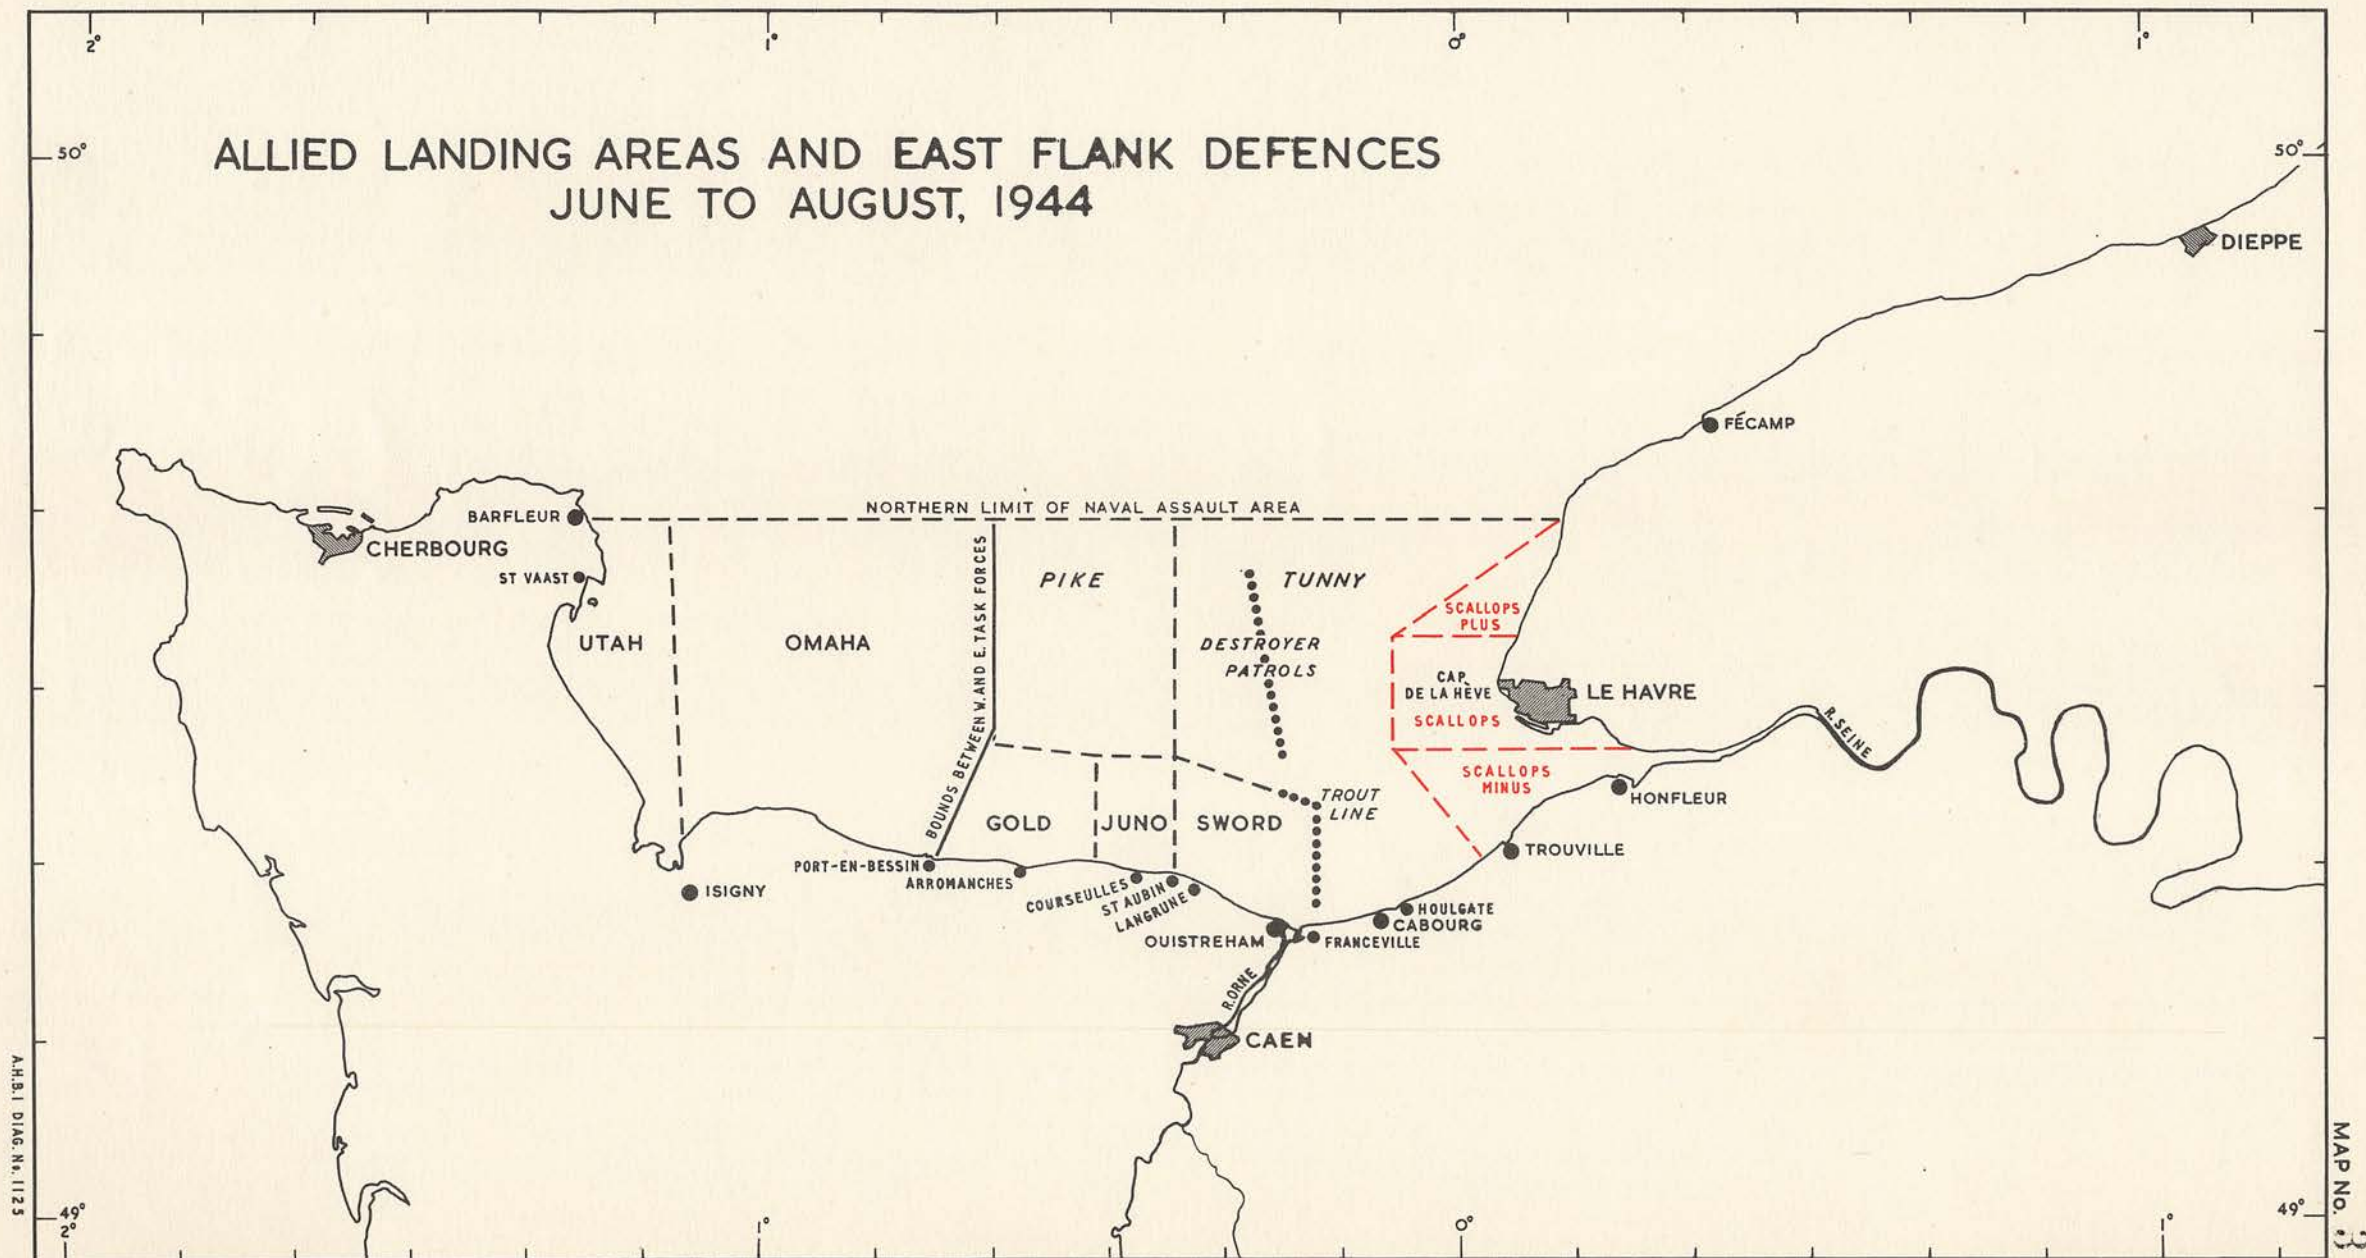 2°
1°
0°
1°
50°
50°
ALLIED LANDING AREAS AND EAST FLANK DEFENCES
JUNE TO AUGUST, 1944
DIEPPE
FÉCAMP
NORTHERN LIMIT OF NAVAL ASSAULT AREA
BARFLEUR
CHERBOURG
ST VAAST
UTAH
OMAHA
BOUNDS BETWEEN W. AND E. TASK FORCES
PIKE
TUNNY
DESTROYER
PATROLS
SCALLOPS
PLUS
CAP
DE LA HÈVE
SCALLOPS
LE HAVRE
R. SEINE
SCALLOPS
MINUS
HONFLEUR
TROUT
LINE
GOLD
JUNO
SWORD
TROUVILLE
PORT-EN-BESSIN
ARROMANCHES
ISIGNY
COURSEULLES
ST AUBIN
LANGRUNE
OUISTREHAM
HOULGATE
CABOURG
FRANCEVILLE
R. ORNE
CAEN
A.H.B.1 DIAG. No. 1125
MAP No.
49°
2°
1°
0°
1°
49°